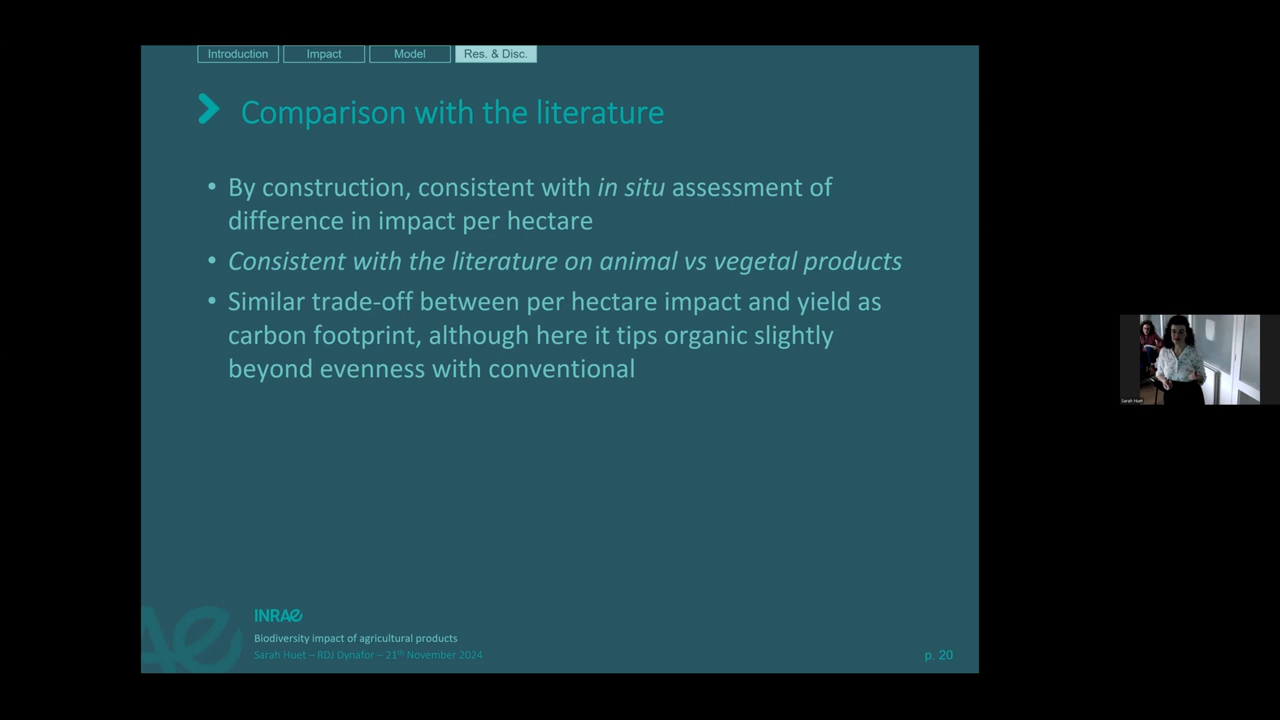 Introduction
Impact
Model
Res. & Disc.
Comparison with the literature
• By construction, consistent with in situ assessment of
difference in impact per hectare
• Consistent with the literature on animal vs vegetal products
• Similar trade-off between per hectare impact and yield as
carbon footprint, although here it tips organic slightly
beyond evenness with conventional
INRAE
Biodiversity impact of agricultural products
Sarah Huet – RDJ Dynafor – 21th November 2024
p. 20
Sarah Huet